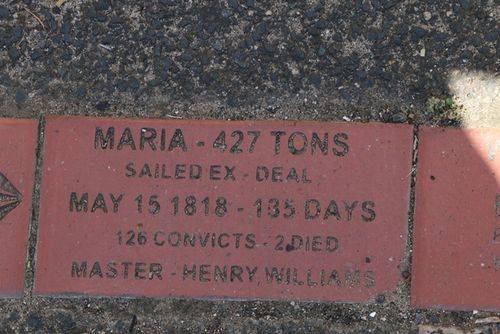 MARIA - 427 TONS
SAILED EX - DEAL
MAY 15 1818 - 135 DAYS
126 CONVICTS - 2 DIED
MASTER - HENRY WILLIAMS